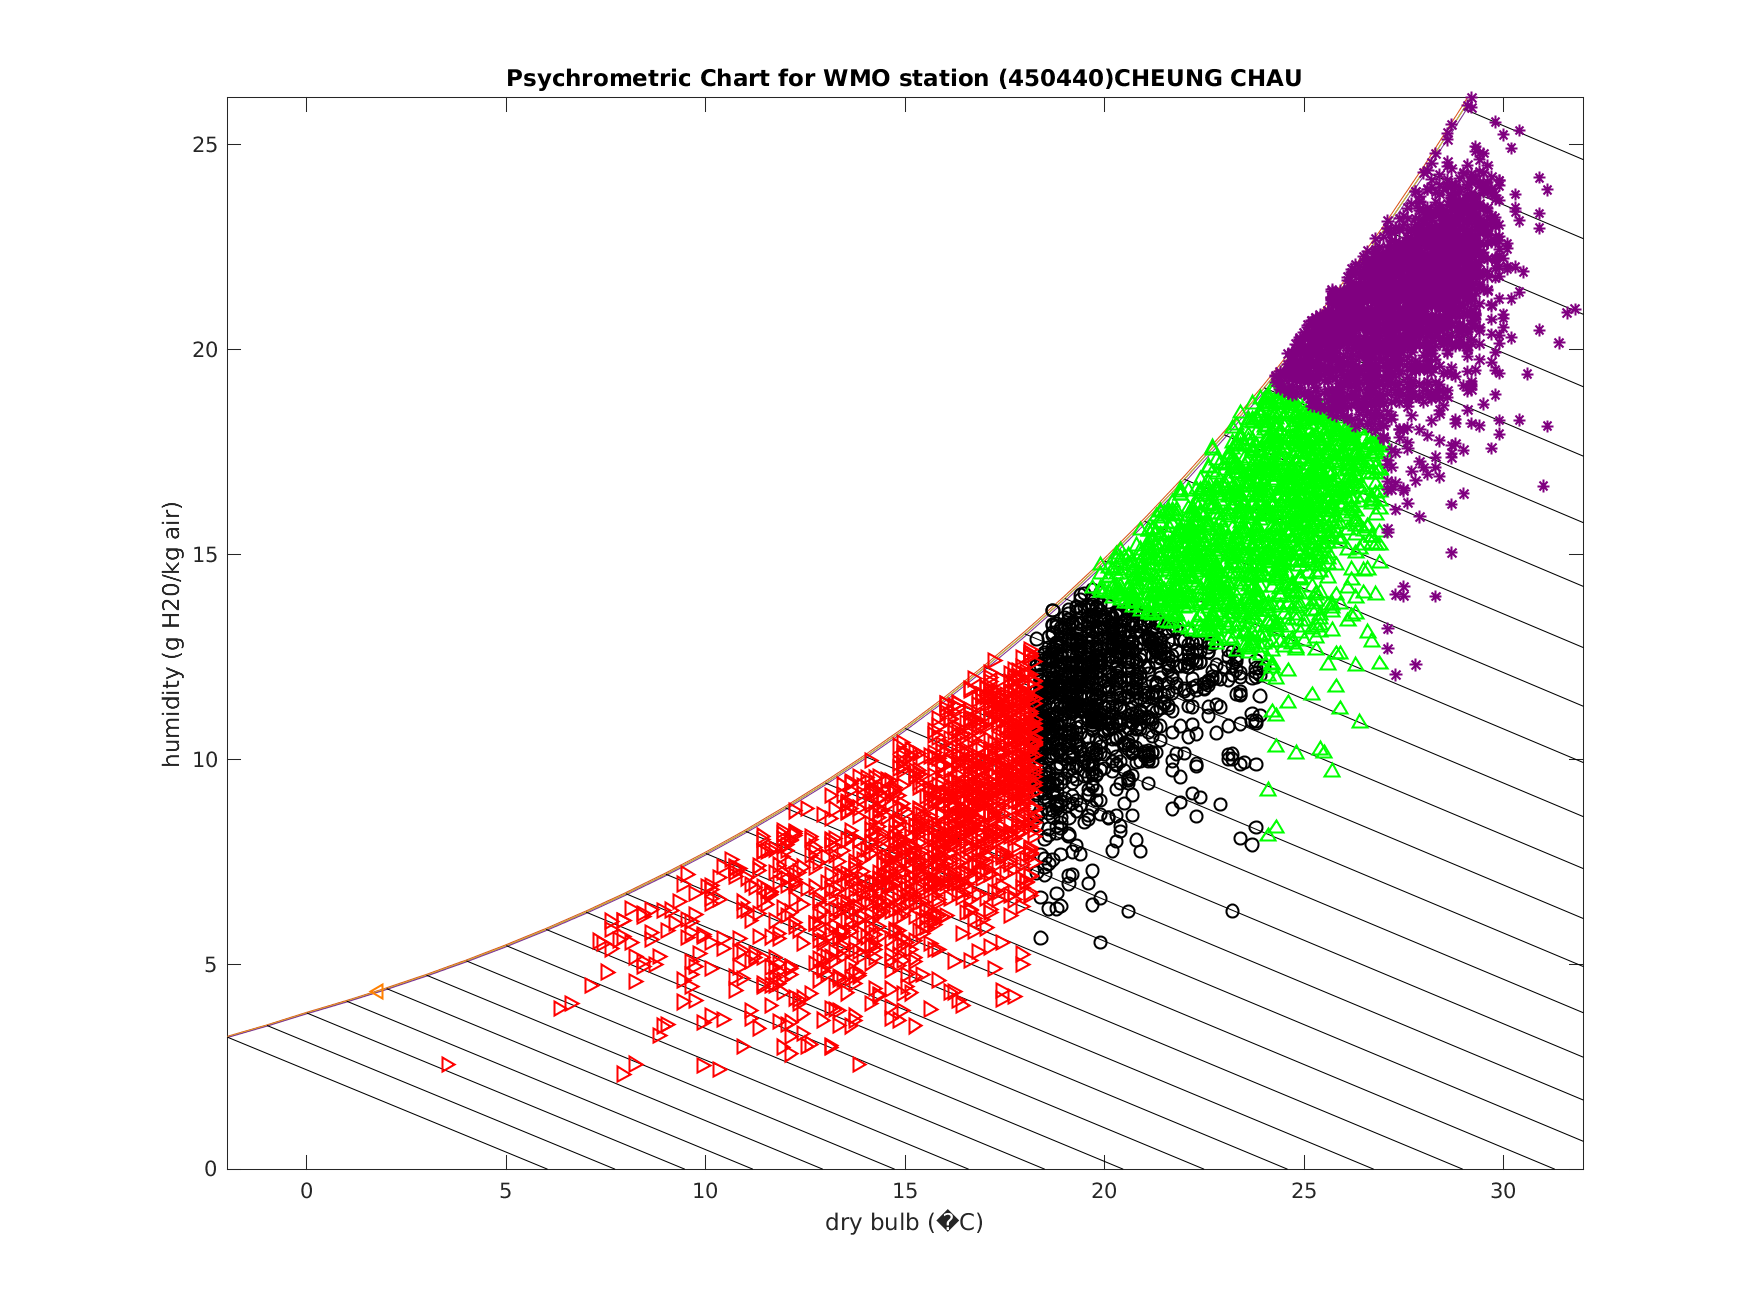 Psychrometric Chart for WMO station (450440)CHEUNG CHAU
25
20
15
10
5
0
humidity (g H20/kg air)
0 5 10 15 20 25 30
dry bulb (�C)